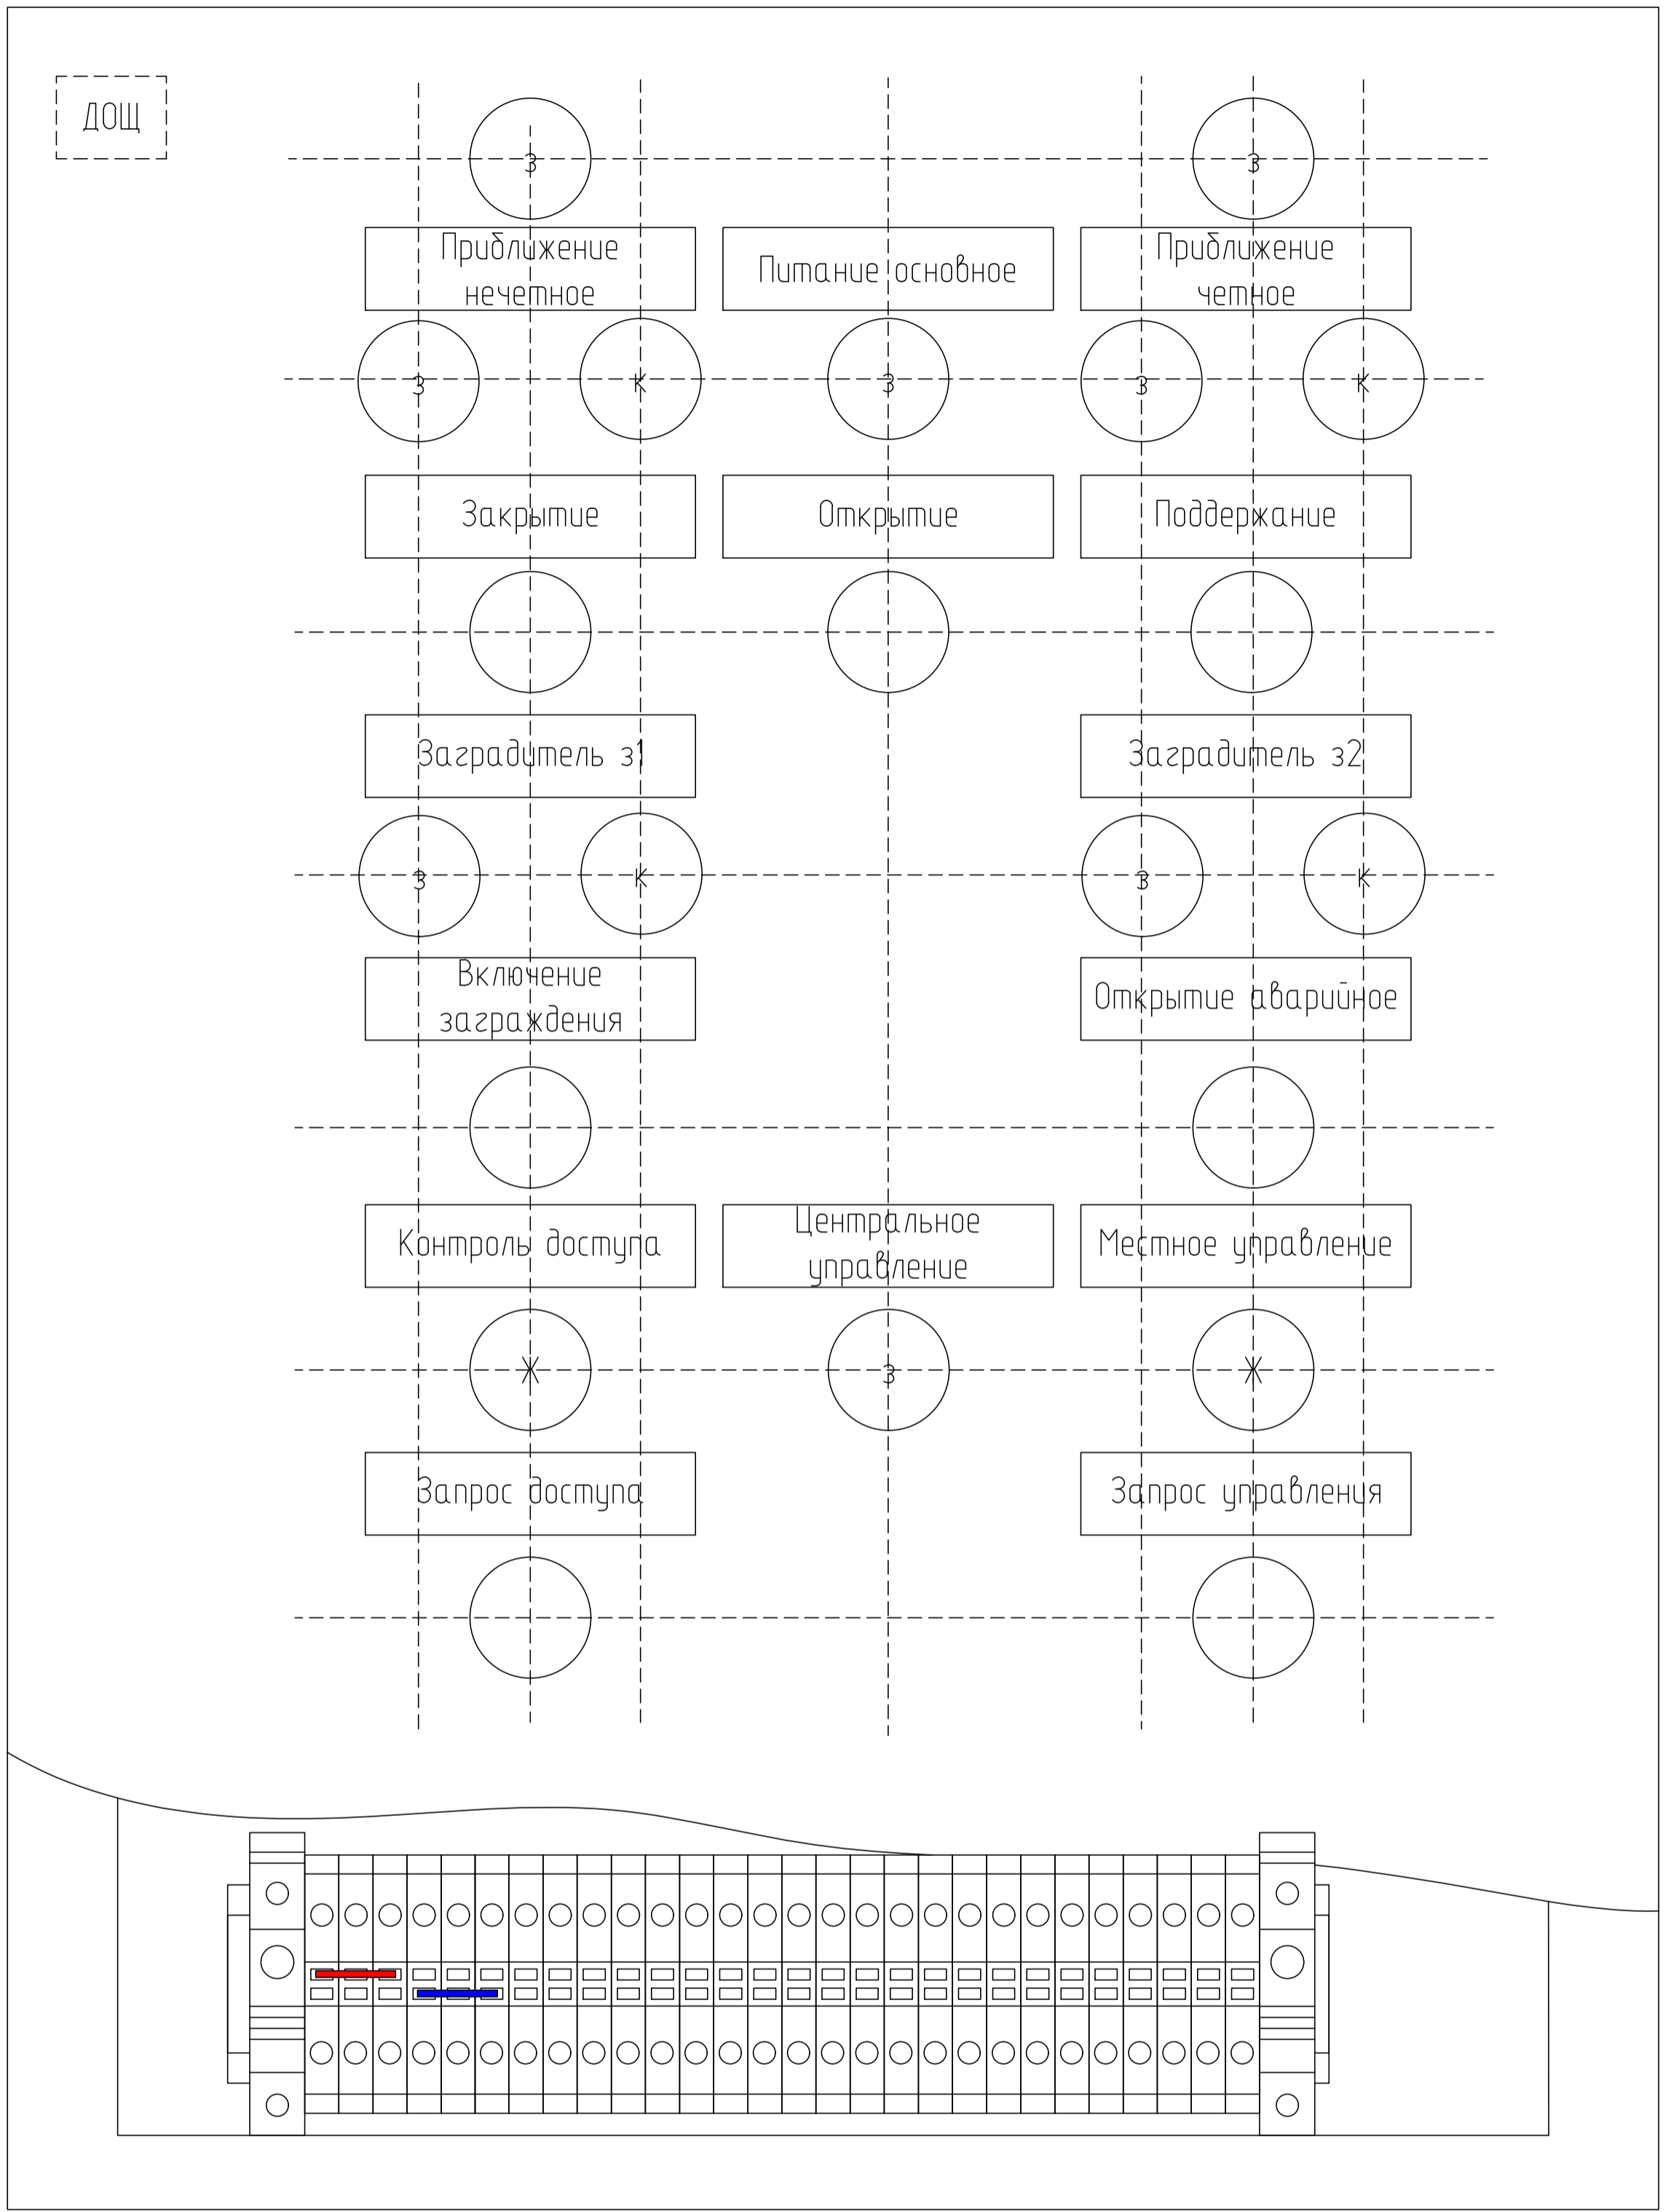 ДОЩ
З З
Приближение
нечетное
Питание основное
Приближение
четное
З К З З К
Закрытие
Открытие
Поддержание
Заградитель з1
Заградитель з2
З К З К
Включение
заграждения
Открытие аварийное
Контроль доступа
Центральное
управление
Местное управление
Ж З Ж
Запрос доступа
Запрос управления